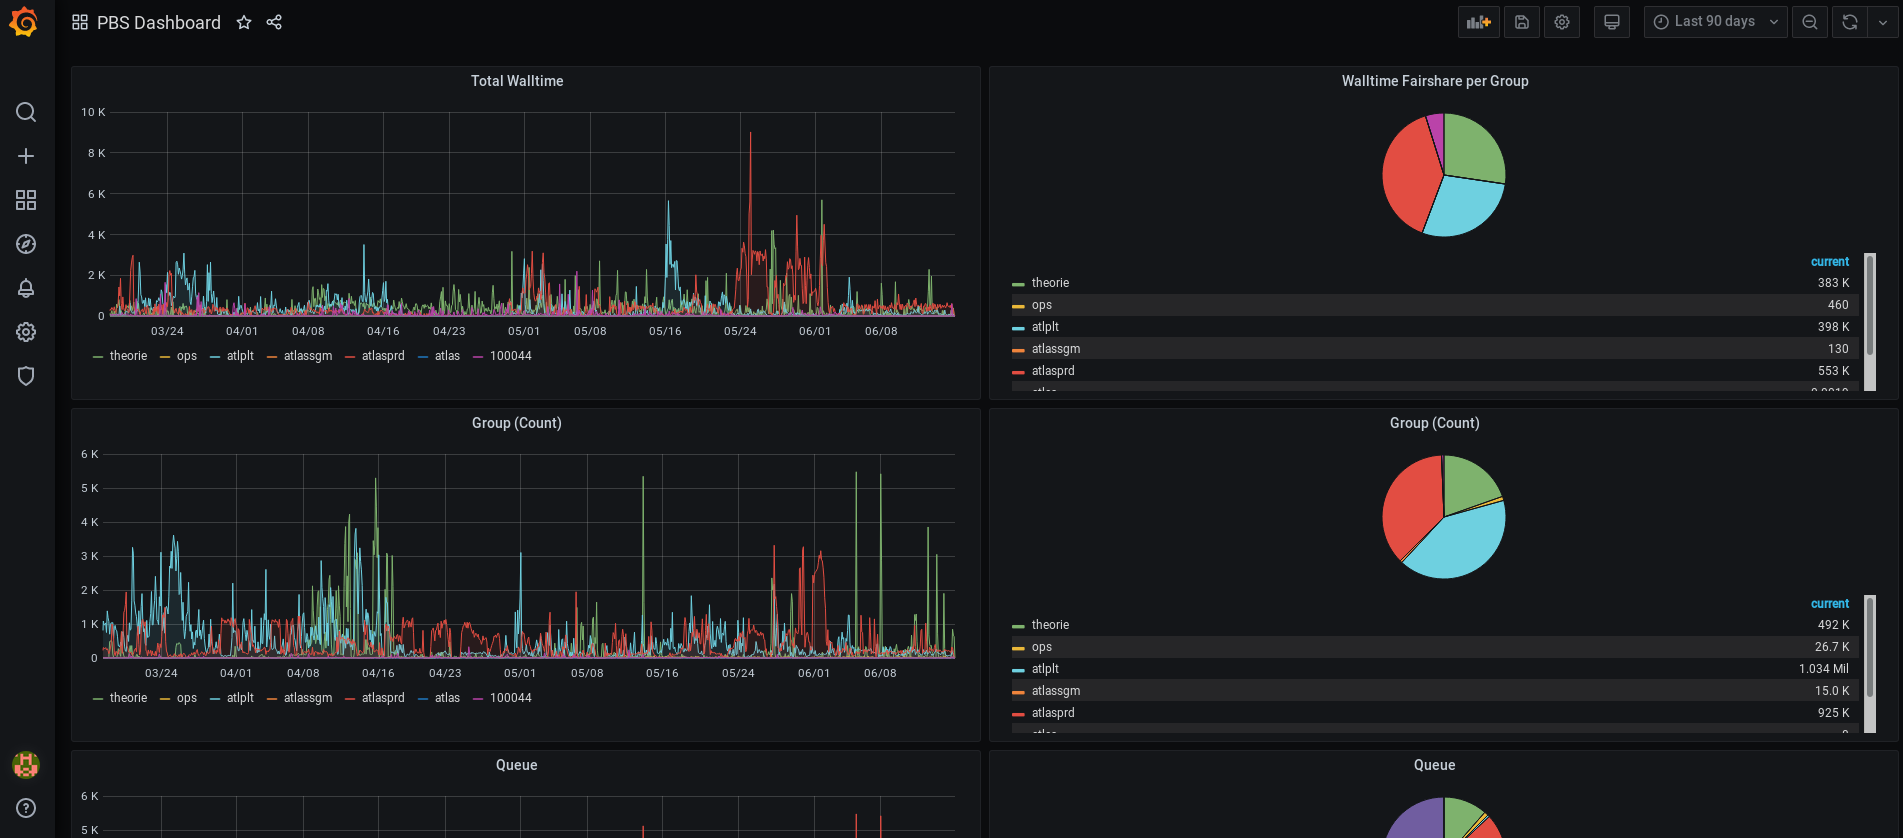 PBS Dashboard
Last 90 days
Total Walltime
10 K
8 K
6 K
4 K
2 K
0
03/24 04/01 04/08 04/16 04/23 05/01 05/08 05/16 05/24 06/01 06/08
theorie ops atlplt atlassgm atlasprd atlas 100044
Walltime Fairshare per Group
current
theorie 383 K
ops 460
atlplt 398 K
atlassgm 130
atlasprd 553 K
atlas
Group (Count)
6 K
5 K
4 K
3 K
2 K
1 K
0
03/24 04/01 04/08 04/16 04/23 05/01 05/08 05/16 05/24 06/01 06/08
theorie ops atlplt atlassgm atlasprd atlas 100044
Group (Count)
current
theorie 492 K
ops 26.7 K
atlplt 1.034 Mil
atlassgm 15.0 K
atlasprd 925 K
atlas
Queue
6 K
5 K
Queue